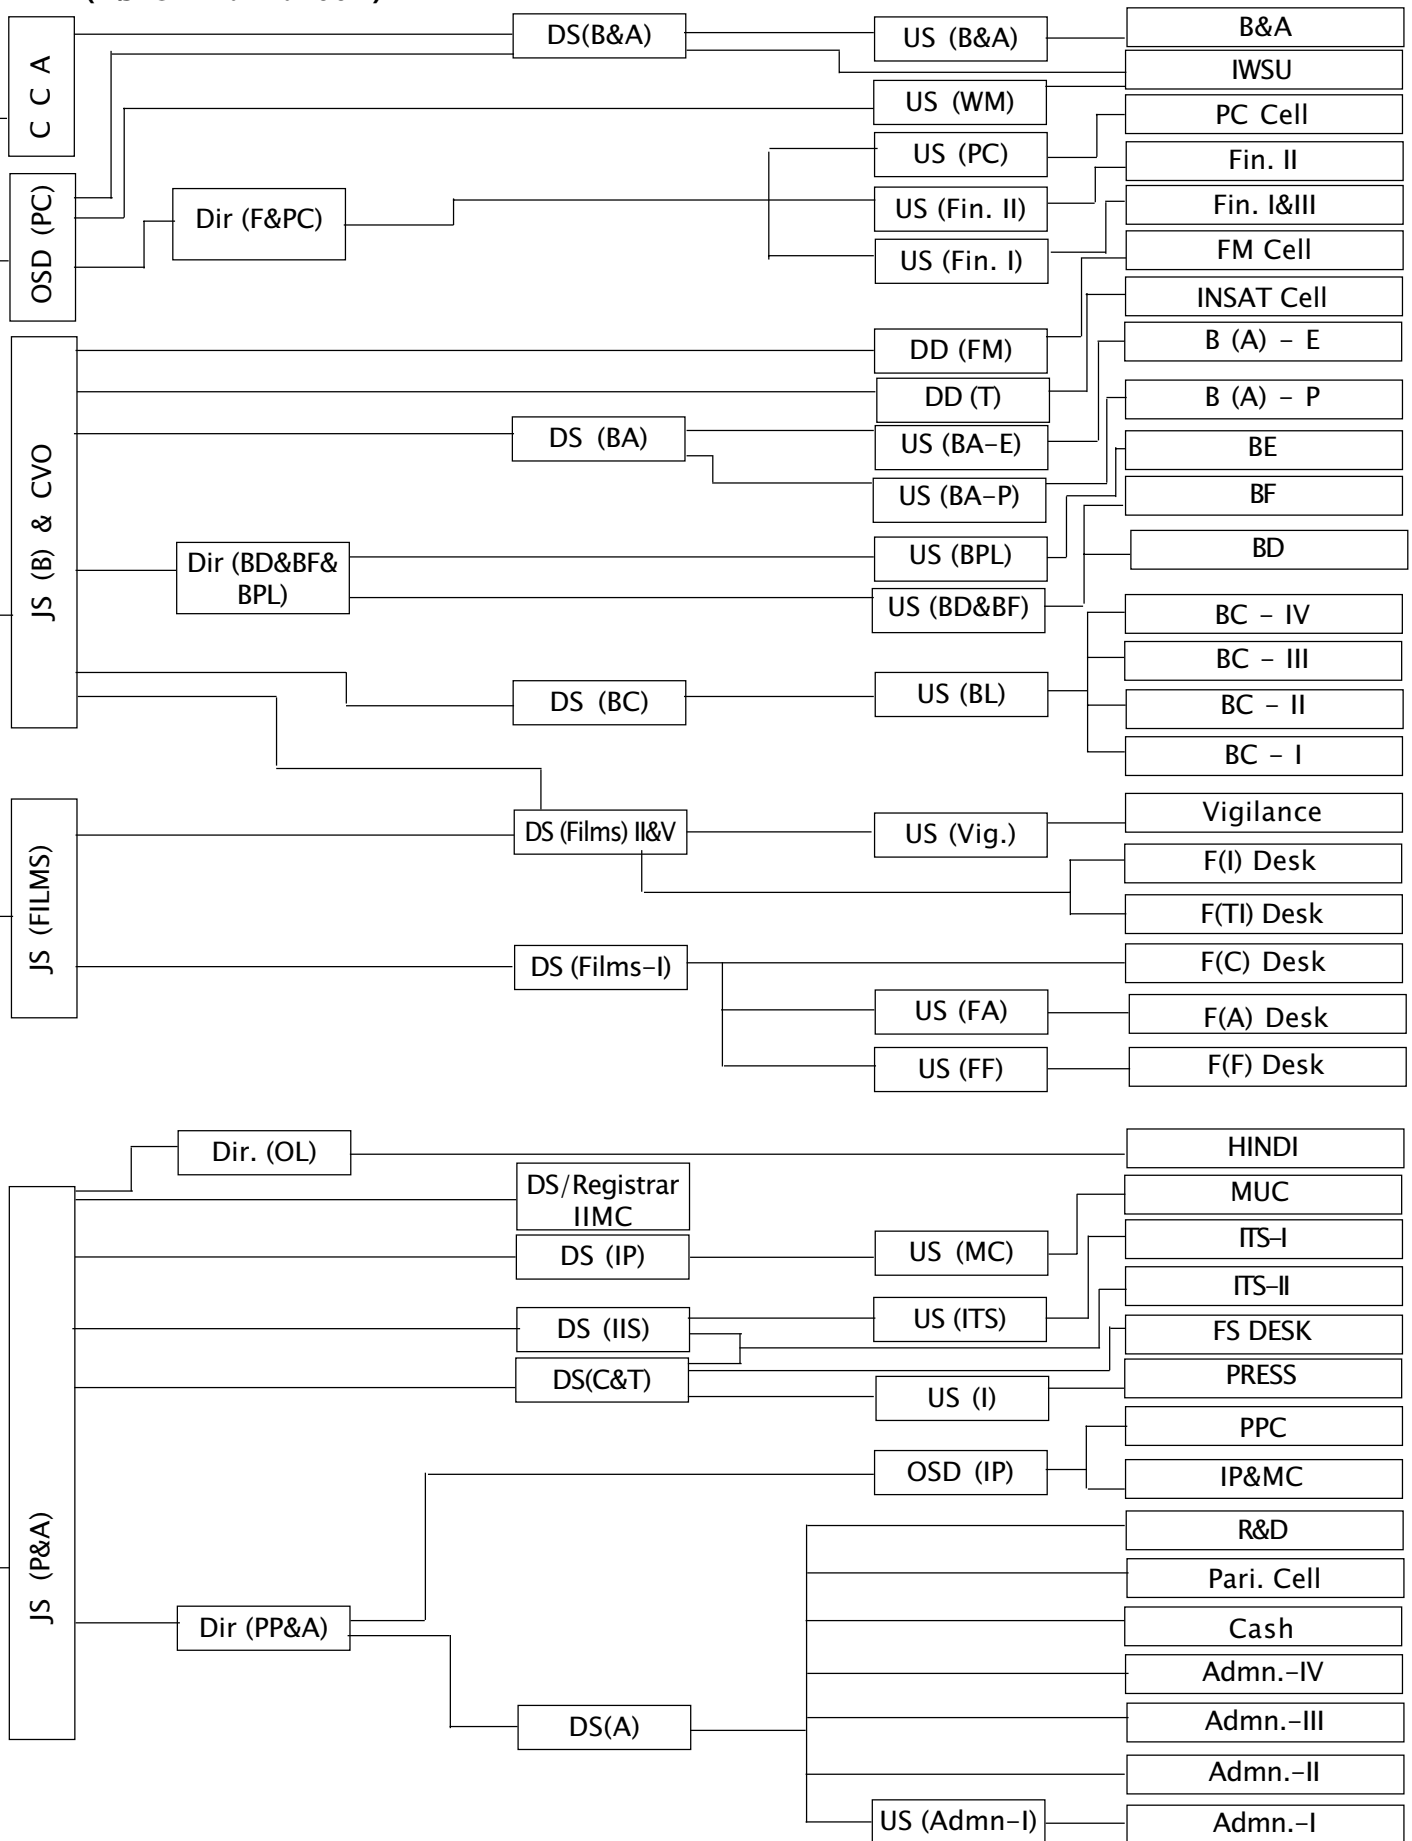 C C A
DS(B&A)
US (B&A)
B&A
IWSU
US (WM)
PC Cell
US (PC)
Fin. II
OSD (PC)
Dir (F&PC)
US (Fin. II)
Fin. I&III
US (Fin. I)
FM Cell
INSAT Cell
JS (B) & CVO
DD (FM)
B (A) – E
DD (T)
B (A) – P
DS (BA)
US (BA–E)
BE
US (BA–P)
BF
Dir (BD&BF&
BPL)
US (BPL)
BD
US (BD&BF)
BC – IV
BC – III
DS (BC)
US (BL)
BC – II
BC – I
JS (FILMS)
DS (Films) II&V
US (Vig.)
Vigilance
F(I) Desk
F(TI) Desk
DS (Films–I)
F(C) Desk
US (FA)
F(A) Desk
US (FF)
F(F) Desk
Dir. (OL)
HINDI
JS (P&A)
DS/Registrar
IIMC
MUC
DS (IP)
US (MC)
ITS–I
ITS–II
DS (IIS)
US (ITS)
FS DESK
DS(C&T)
US (I)
PRESS
PPC
OSD (IP)
IP&MC
R&D
Pari. Cell
Dir (PP&A)
Cash
Admn.–IV
DS(A)
Admn.–III
Admn.–II
US (Admn–I)
Admn.–I